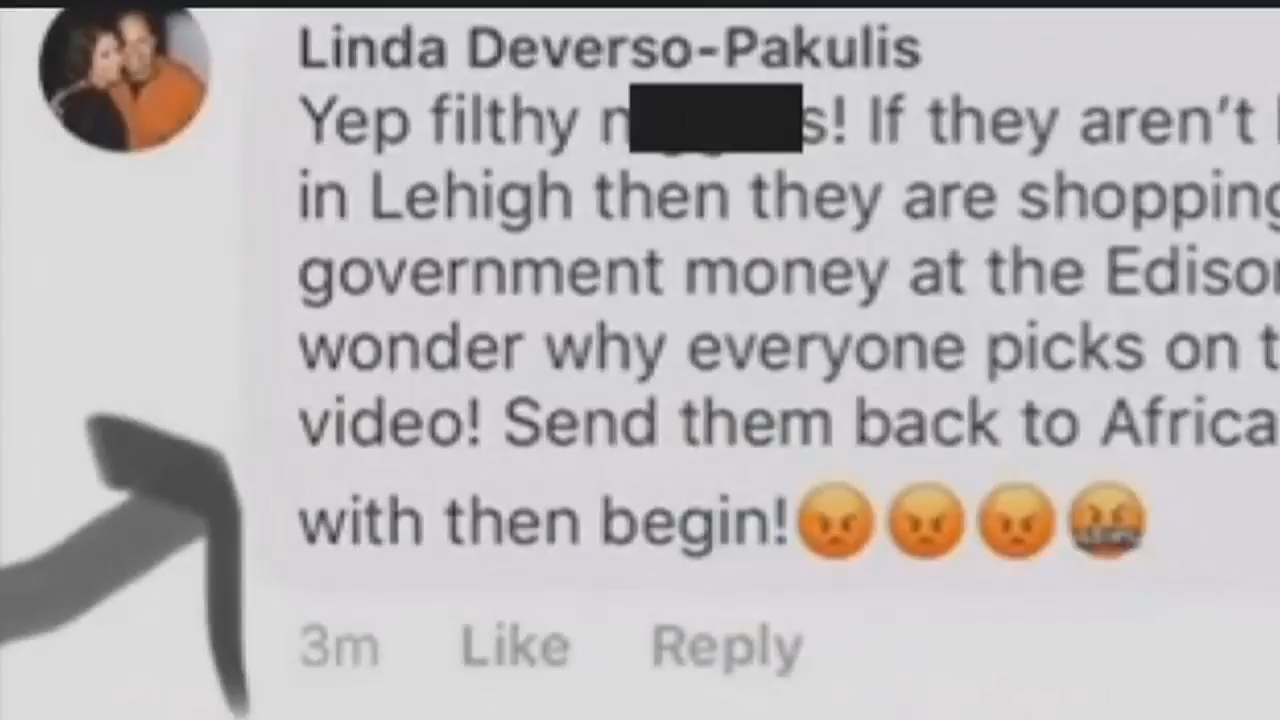 Linda Deverso-Pakulis
Yep filthy n s! If they aren't
in Lehigh then they are shopping
government money at the
wonder why everyone picks on
video! Send them back to Africa
with then begin!😡😡😡🤬
3m Like Reply